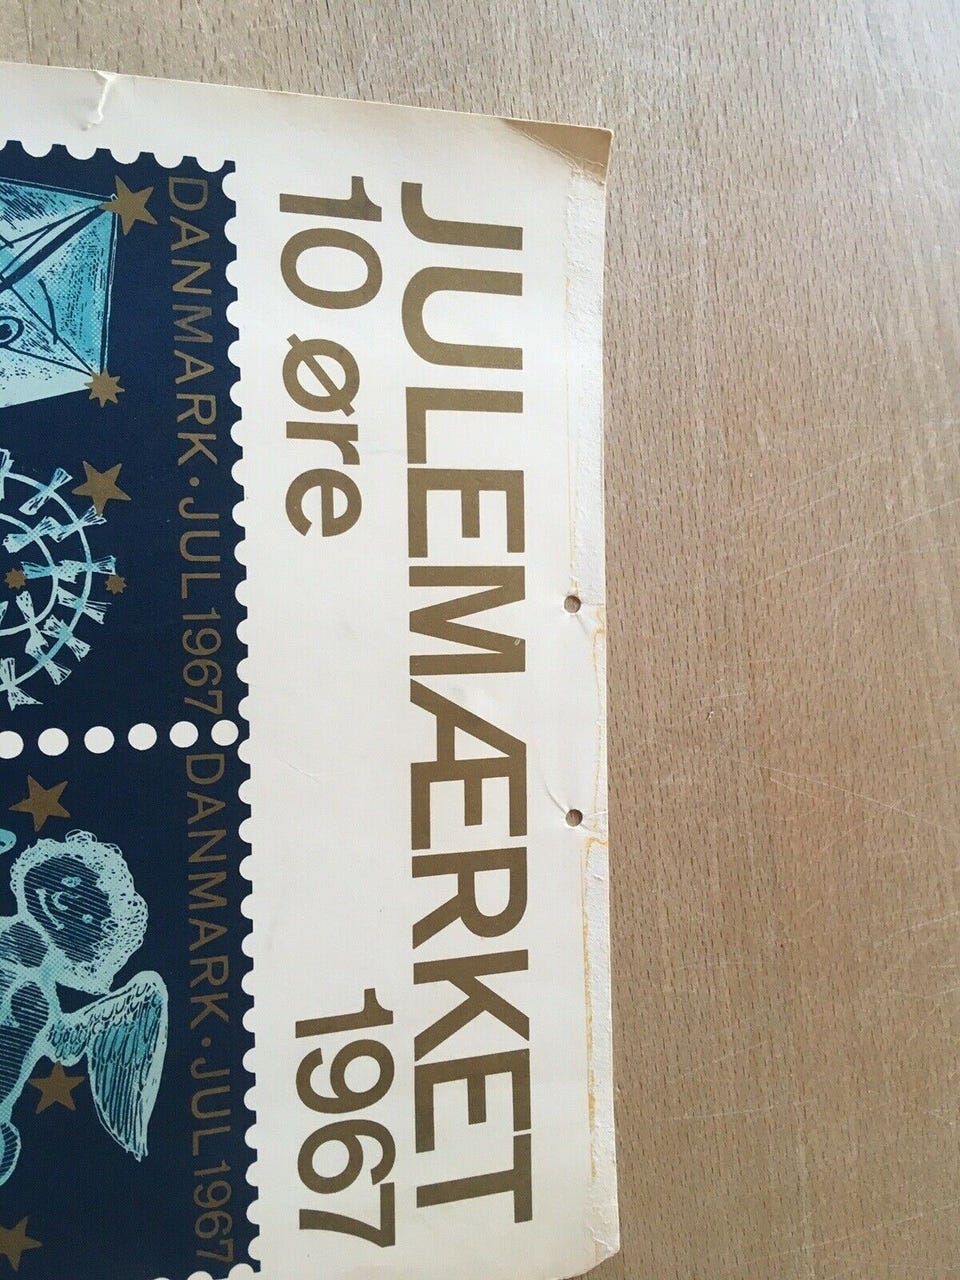 JULEMÆRKET
10 øre 1967
DANMARK • JUL 1967
DANMARK • JUL 1967